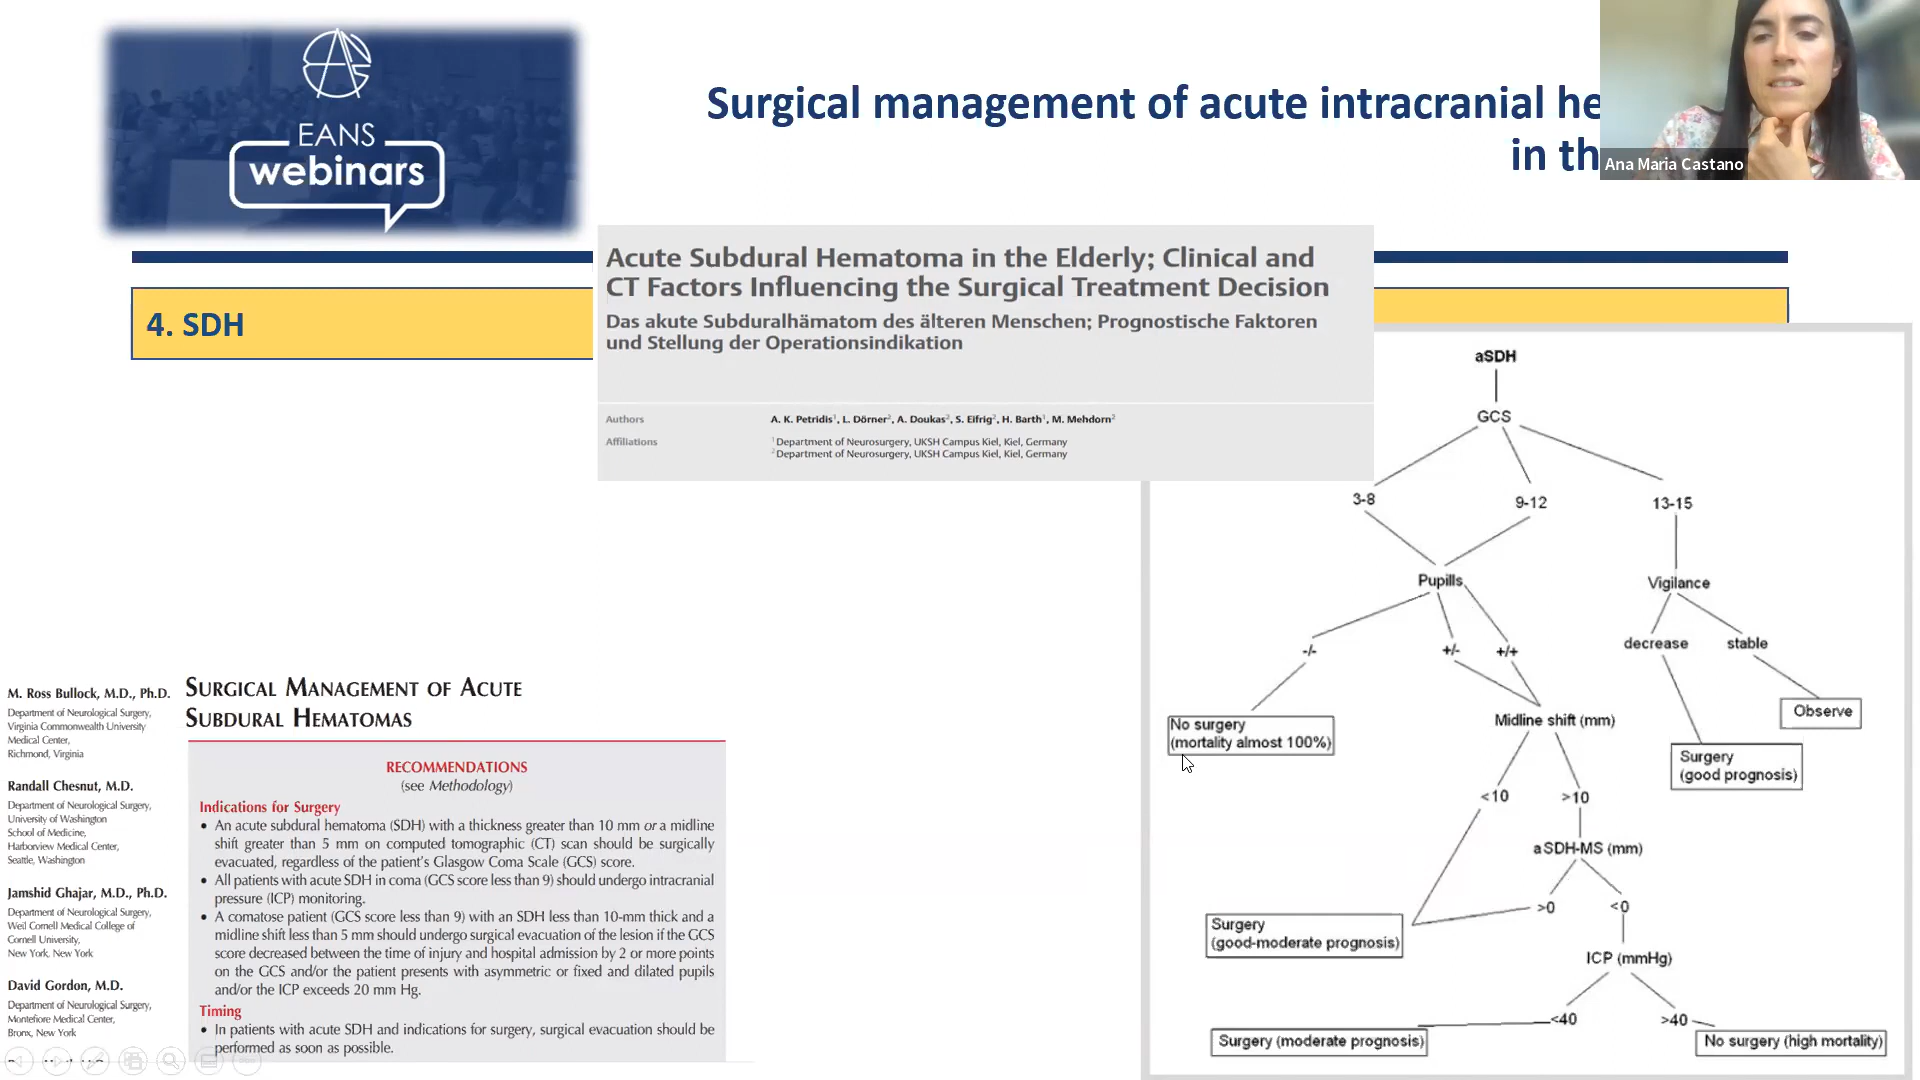 EANS
webinars
Surgical management of acute intracranial he
in th
Ana Maria Castano
4. SDH
Acute Subdural Hematoma in the Elderly; Clinical and
CT Factors Influencing the Surgical Treatment Decision
Das akute Subduralhämatom des älteren Menschen; Prognostische Faktoren
und Stellung der Operationsindikation
Authors A. K. Petridis¹, L. Dörner², A. Doukas², S. Eifrig², H. Barth¹, M. Mehdorn²
Affiliations ¹ Department of Neurosurgery, UKSH Campus Kiel, Kiel, Germany
² Department of Neurosurgery, UKSH Campus Kiel, Kiel, Germany
M. Ross Bullock, M.D., Ph.D.
Department of Neurological Surgery,
Virginia Commonwealth University
Medical Center,
Richmond, Virginia
Randall Chesnut, M.D.
Department of Neurological Surgery,
University of Washington
School of Medicine,
Harborview Medical Center,
Seattle, Washington
Jamshid Ghajar, M.D., Ph.D.
Department of Neurological Surgery,
Weil Cornell Medical College of
Cornell University,
New York, New York
David Gordon, M.D.
Department of Neurological Surgery,
Montefiore Medical Center,
Bronx, New York
SURGICAL MANAGEMENT OF ACUTE
SUBDURAL HEMATOMAS
RECOMMENDATIONS
(see Methodology)
Indications for Surgery
• An acute subdural hematoma (SDH) with a thickness greater than 10 mm or a midline
shift greater than 5 mm on computed tomographic (CT) scan should be surgically
evacuated, regardless of the patient's Glasgow Coma Scale (GCS) score.
• All patients with acute SDH in coma (GCS score less than 9) should undergo intracranial
pressure (ICP) monitoring.
• A comatose patient (GCS score less than 9) with an SDH less than 10-mm thick and a
midline shift less than 5 mm should undergo surgical evacuation of the lesion if the GCS
score decreased between the time of injury and hospital admission by 2 or more points
on the GCS and/or the patient presents with asymmetric or fixed and dilated pupils
and/or the ICP exceeds 20 mm Hg.
Timing
• In patients with acute SDH and indications for surgery, surgical evacuation should be
performed as soon as possible.
aSDH
GCS
3-8 9-12 13-15
Pupills Vigilance
-/- +/- +/+ decrease stable
No surgery
(mortality almost 100%)
Midline shift (mm)
Observe
Surgery
(good prognosis)
<10 >10
aSDH-MS (mm)
>0 <0
Surgery
(good-moderate prognosis)
ICP (mmHg)
<40 >40
Surgery (moderate prognosis) No surgery (high mortality)